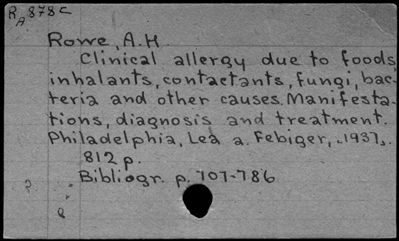 R 878c
A
Rowe, A.H.
Clinical allergy due to foods,
inhalants, contactants, fungi, bac-
teria and other causes. Manifesta-
tions, diagnosis and treatment.
Philadelphia, Lea a. Febiger, 1937.
812 p.
Bibliogr. p. 707-786